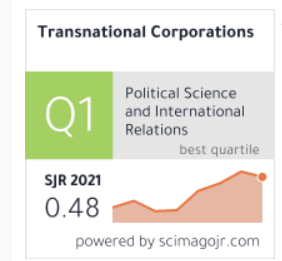 Transnational Corporations
Q1
Political Science
and International
Relations
best quartile
SJR 2021
0.48
powered by scimagojr.com